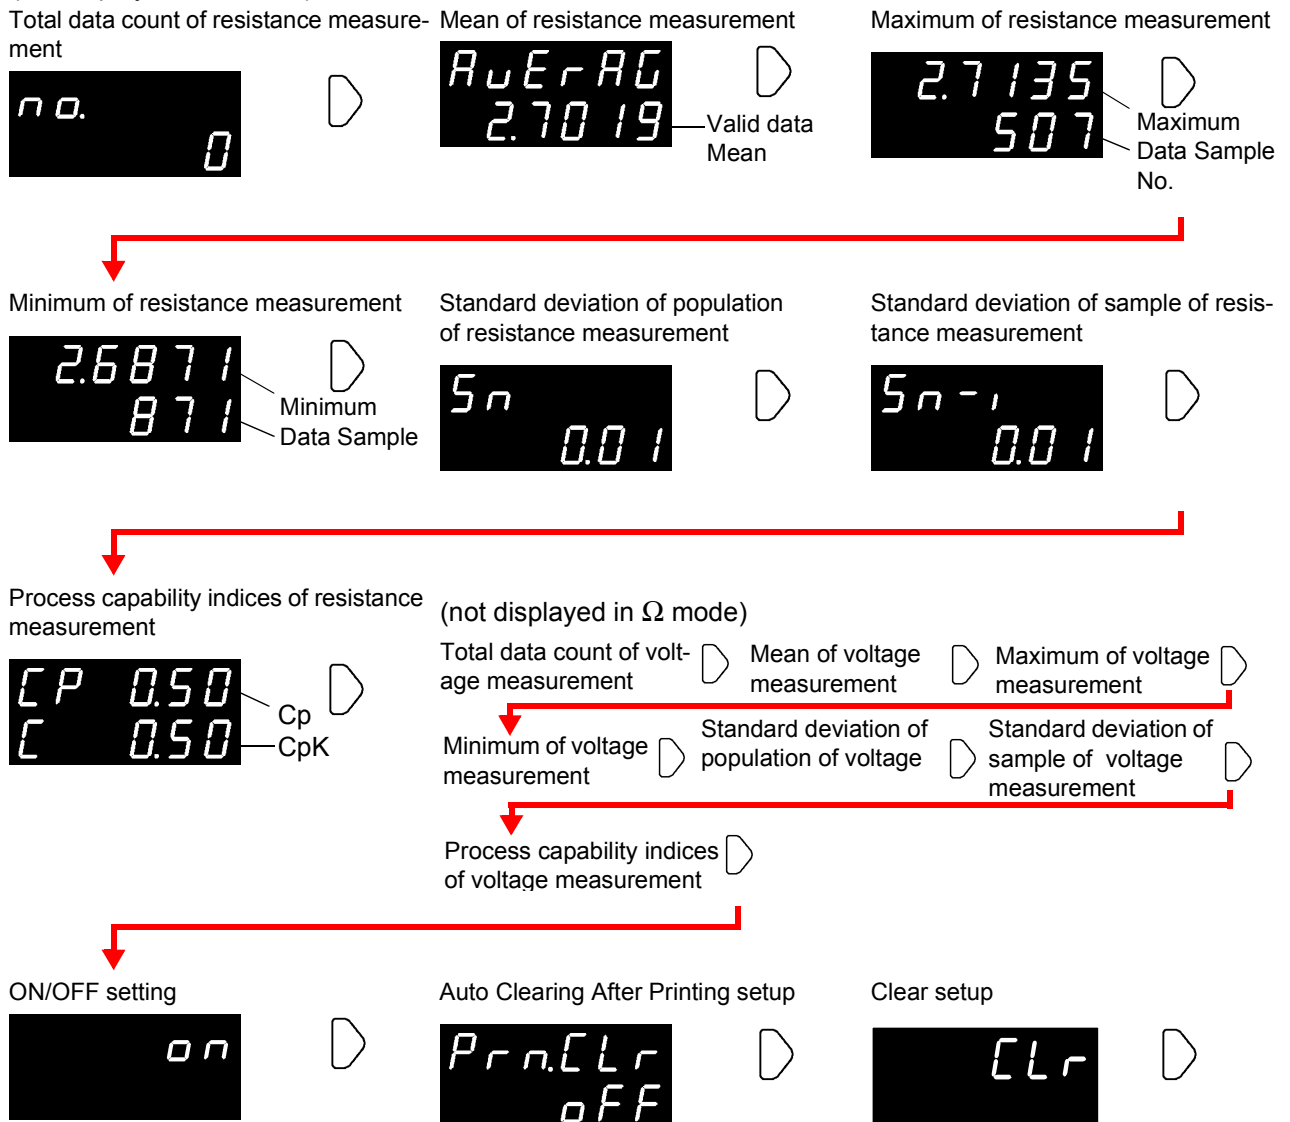 Total data count of resistance measure-
ment
no.
0
Mean of resistance measurement
AvErAG
2.7019
Valid data
Mean
Maximum of resistance measurement
2.7135
507
Maximum
Data Sample
No.
Minimum of resistance measurement
2.6871
871
Minimum
Data Sample
Standard deviation of population
of resistance measurement
Sn
0.01
Standard deviation of sample of resis-
tance measurement
Sn-1
0.01
Process capability indices of resistance
measurement
CP 0.50
C 0.50
Cp
CpK
(not displayed in Ω mode)
Total data count of volt-
age measurement
Mean of voltage
measurement
Maximum of voltage
measurement
Minimum of voltage
measurement
Standard deviation of
population of voltage
Standard deviation of
sample of voltage
measurement
Process capability indices
of voltage measurement
ON/OFF setting
on
Auto Clearing After Printing setup
Prn.CLr
oFF
Clear setup
CLr